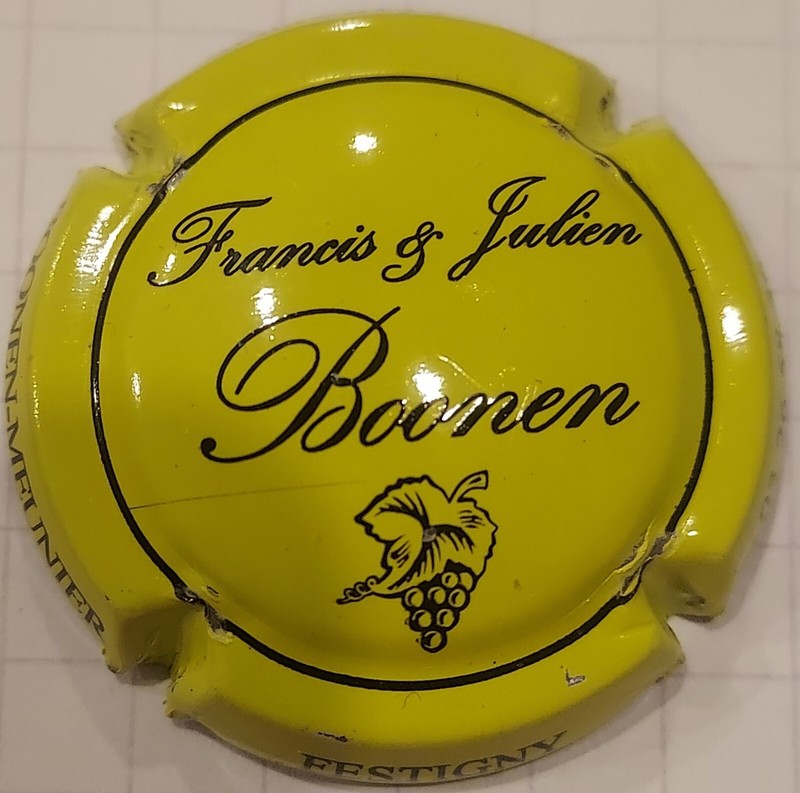 Francis & Julien
Boonen
BOONEN-MEUNIER
FESTIGNY